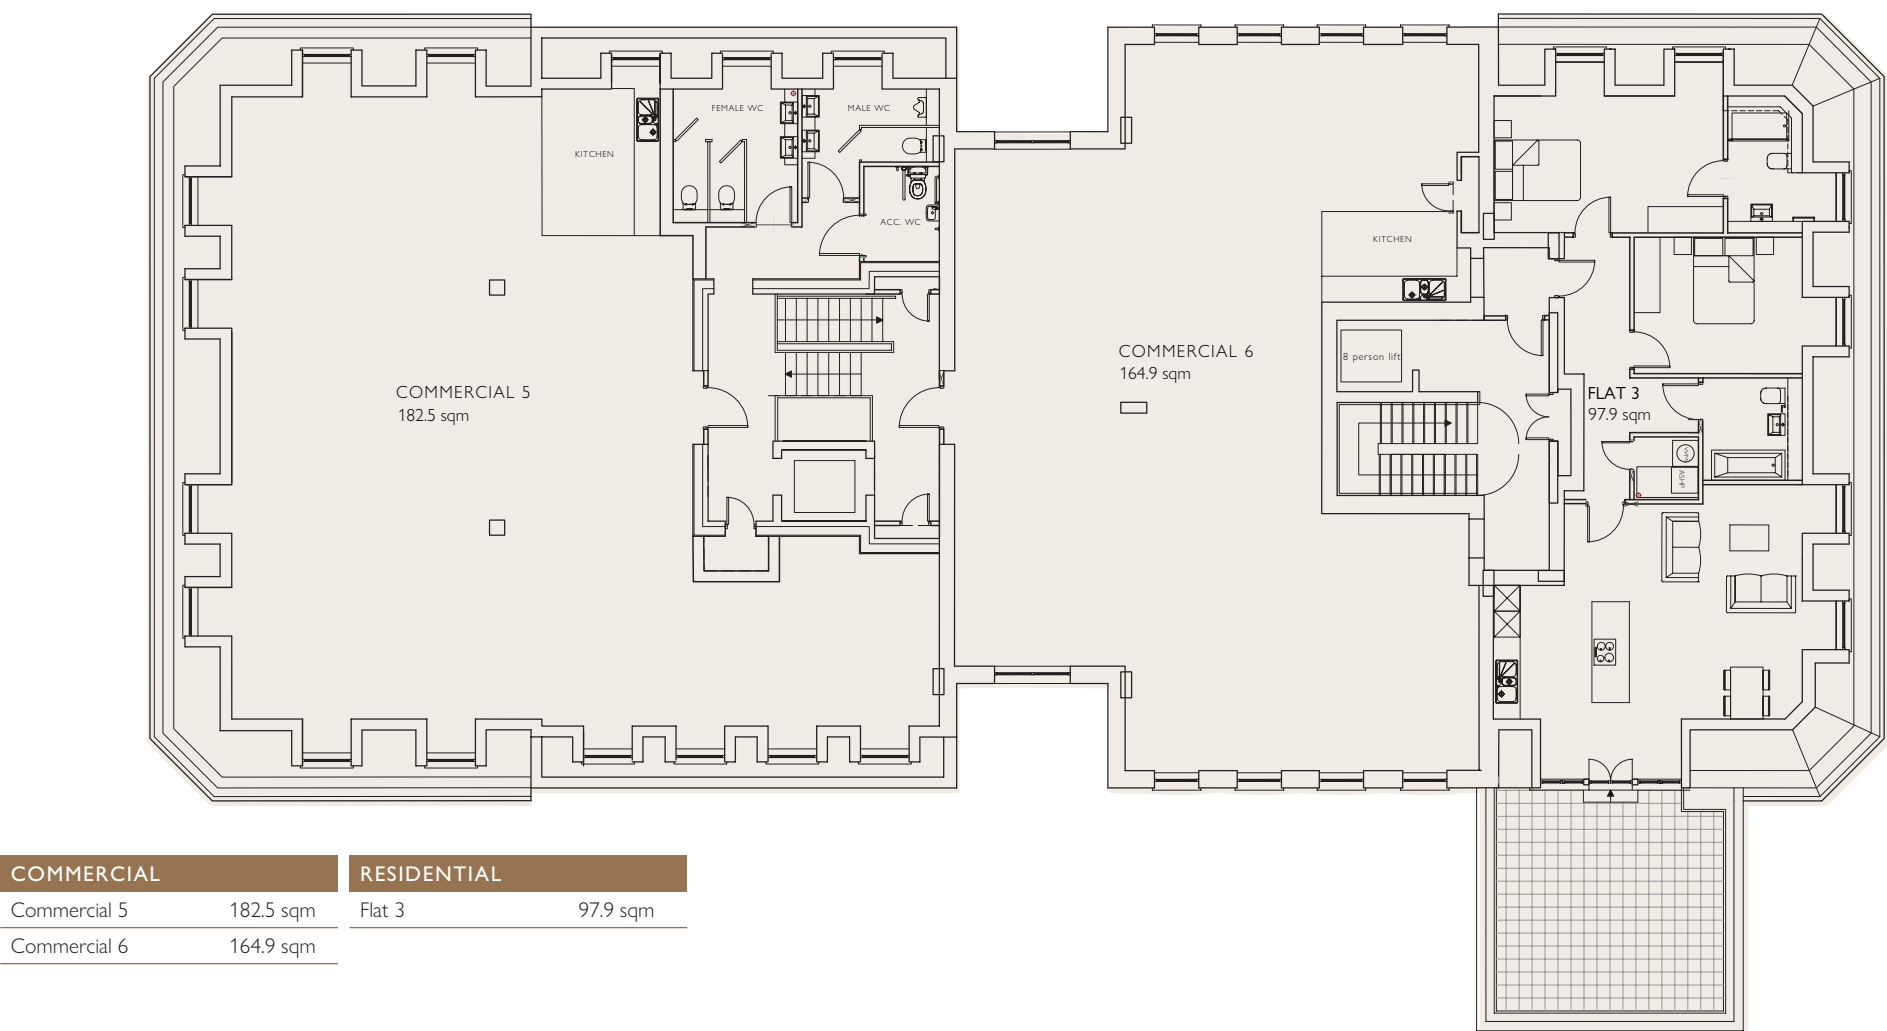 FEMALE WC
MALE WC
KITCHEN
ACC. WC
KITCHEN
COMMERCIAL 6
164.9 sqm
8 person lift
COMMERCIAL 5
182.5 sqm
FLAT 3
97.9 sqm
WM
ASHP
COMMERCIAL
Commercial 5 182.5 sqm
Commercial 6 164.9 sqm
RESIDENTIAL
Flat 3 97.9 sqm